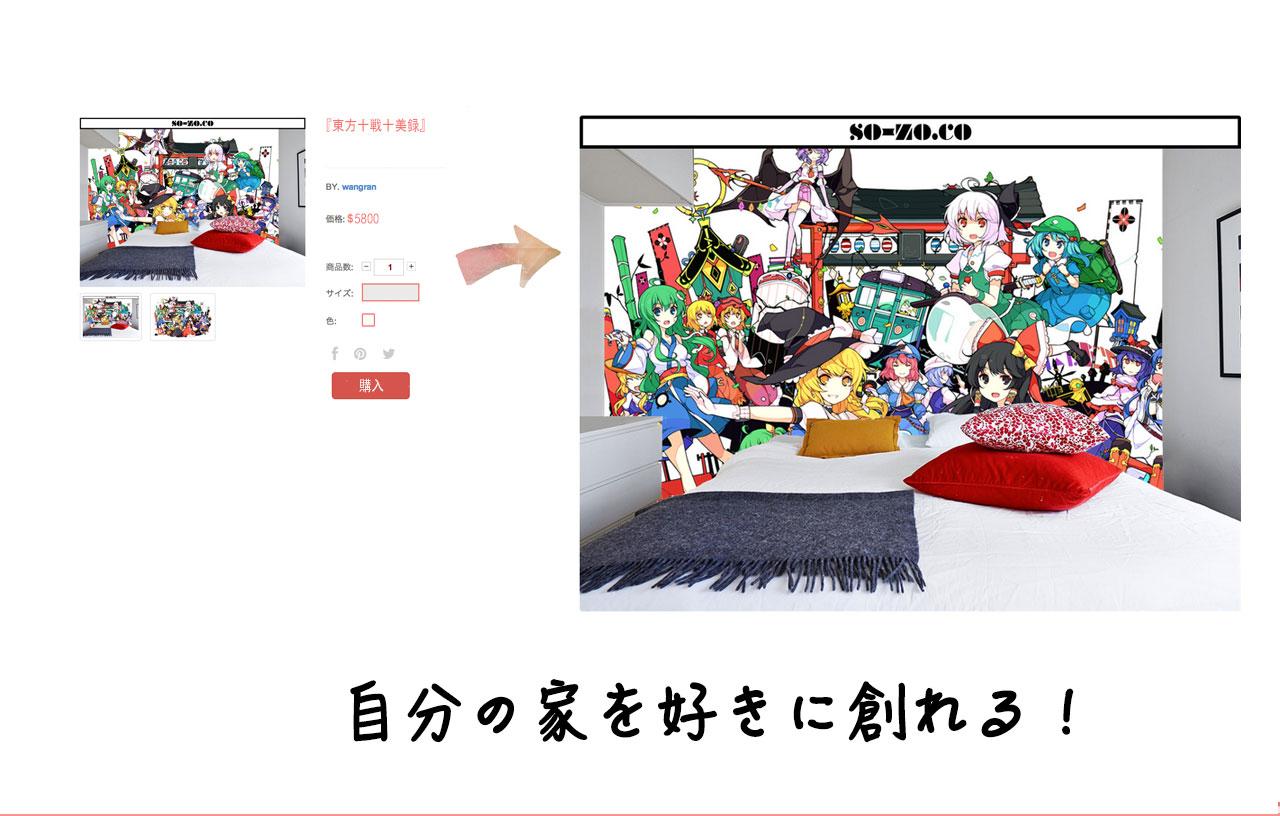 SO-ZO.CO
『東方十戦十美録』
BY. wangran
価格: $5800
商品数: − 1 +
サイズ:
色:
購入
SO-ZO.CO
自分の家を好きに創れる！